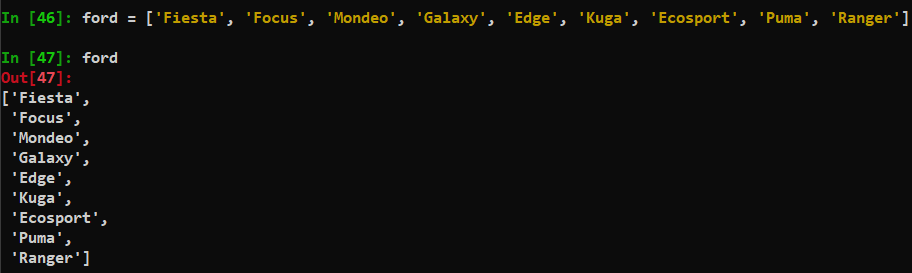 In [46]: ford = ['Fiesta', 'Focus', 'Mondeo', 'Galaxy', 'Edge', 'Kuga', 'Ecosport', 'Puma', 'Ranger']
In [47]: ford
Out[47]:
['Fiesta',
 'Focus',
 'Mondeo',
 'Galaxy',
 'Edge',
 'Kuga',
 'Ecosport',
 'Puma',
 'Ranger']